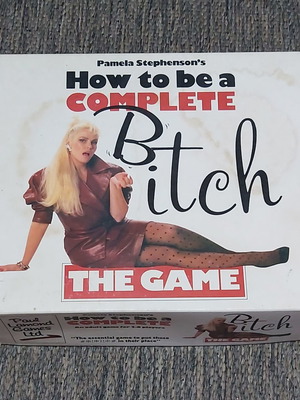 Pamela Stephenson's
How to be a
COMPLETE
Bitch
THE GAME
Paul
Lamond
Games
Ltd
How to be a
COMPLETE
Bitch
THE GAME
"The essential game to put those
in their place"